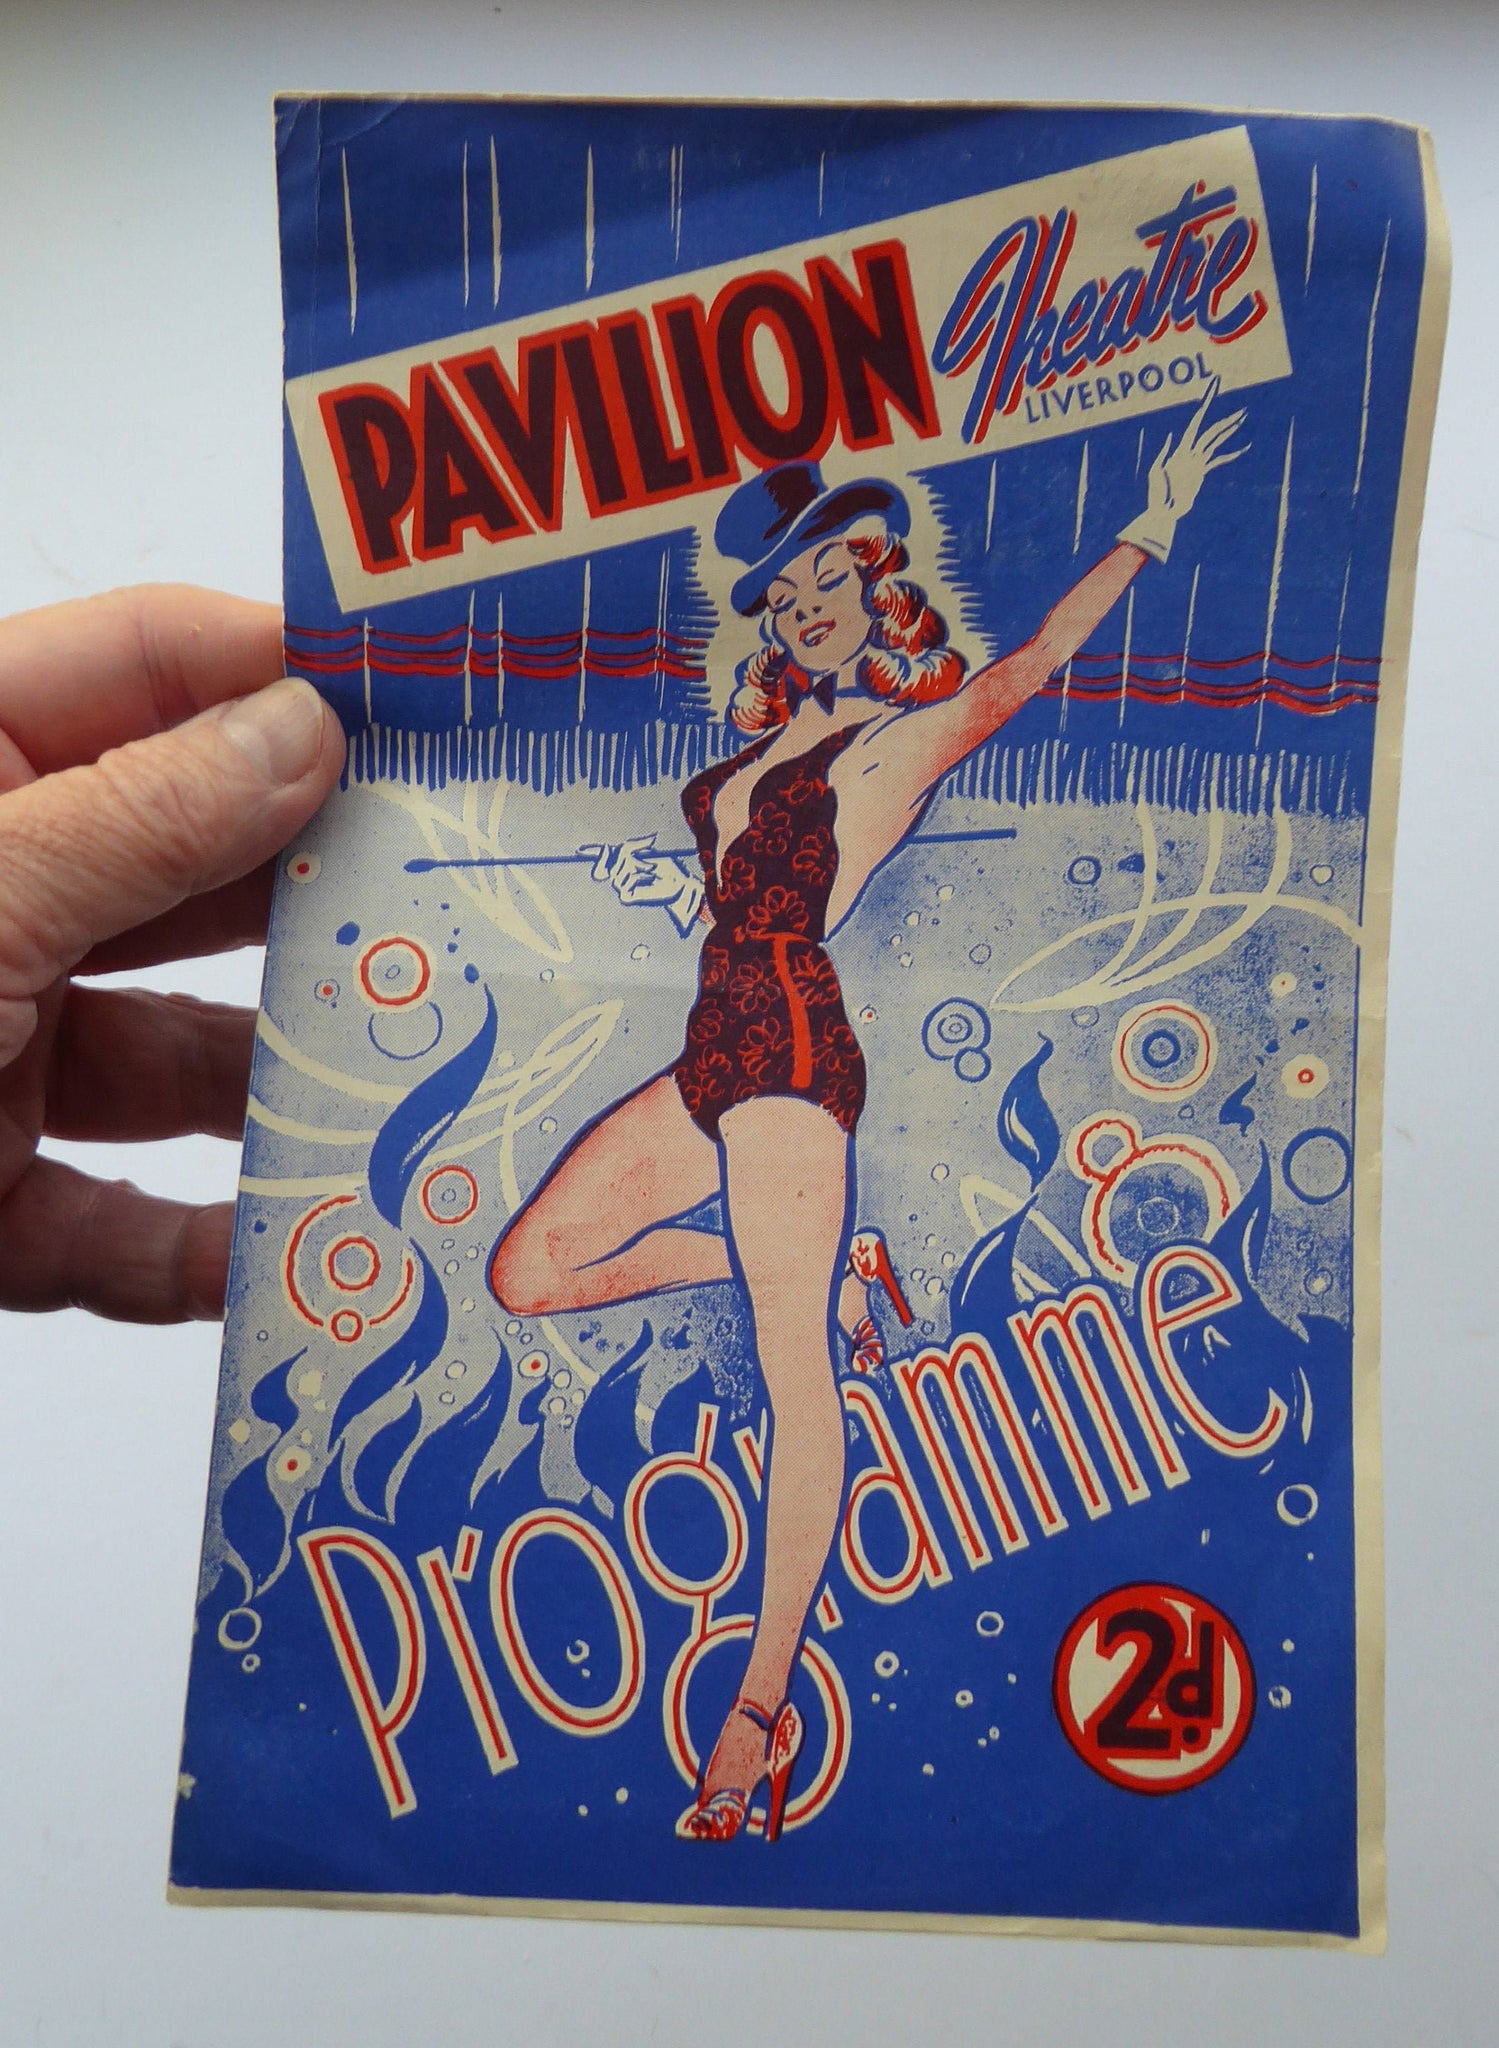 PAVILION Theatre
LIVERPOOL
Programme
2d.